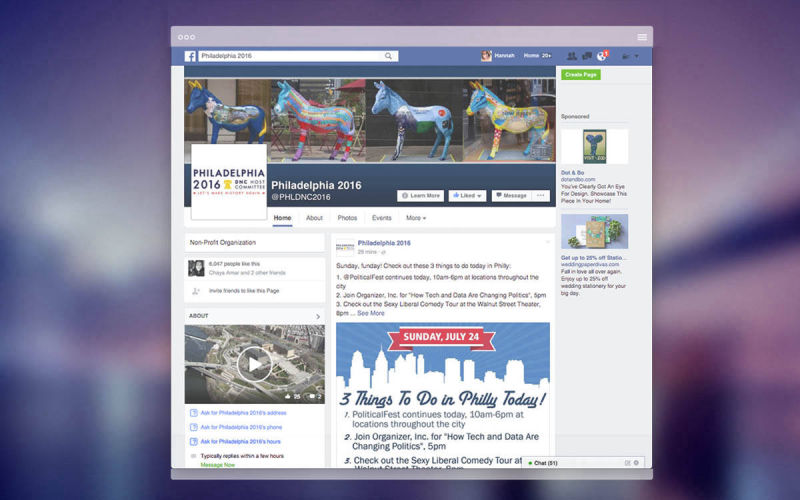 Philadelphia 2016
Hannah
Home 20+
1
Create Page
PHILADELPHIA
2016 DNC HOST
COMMITTEE
LET'S MAKE HISTORY AGAIN
Philadelphia 2016
@PHLDNC2016
Learn More
Liked
Message
Home
About
Photos
Events
More
Sponsored
Dot & Bo
dotandbo.com
You've Clearly Got An Eye
For Design. Showcase This
Piece In Your Home!
Get up to 25% off Statio...
weddingpaperdivas.com
Fall in love all over again.
Enjoy up to 25% off
wedding stationery for your
big day.
Non-Profit Organization
6,047 people like this
Chaya Amar and 2 other friends
Invite friends to like this Page
ABOUT
25
2
Ask for Philadelphia 2016's address
Ask for Philadelphia 2016's phone
Ask for Philadelphia 2016's hours
Typically replies within a few hours
Message Now
Philadelphia 2016
Sunday, funday! Check out these 3 things to do today in Philly:
1. @PoliticalFest continues today, 10am-6pm at locations throughout the
city
2. Join Organizer, Inc. for "How Tech and Data Are Changing Politics", 5pm
3. Check out the Sexy Liberal Comedy Tour at the Walnut Street Theater,
8pm ... See More
SUNDAY, JULY 24
3 Things To Do in Philly Today!
1. PoliticalFest continues today, 10am-6pm at
locations throughout the city
2. Join Organizer, Inc. for "How Tech and Data Are
Changing Politics", 5pm
3. Check out the Sexy Liberal Comedy Tour at
Walnut Street Theater, 8pm
Chat (51)